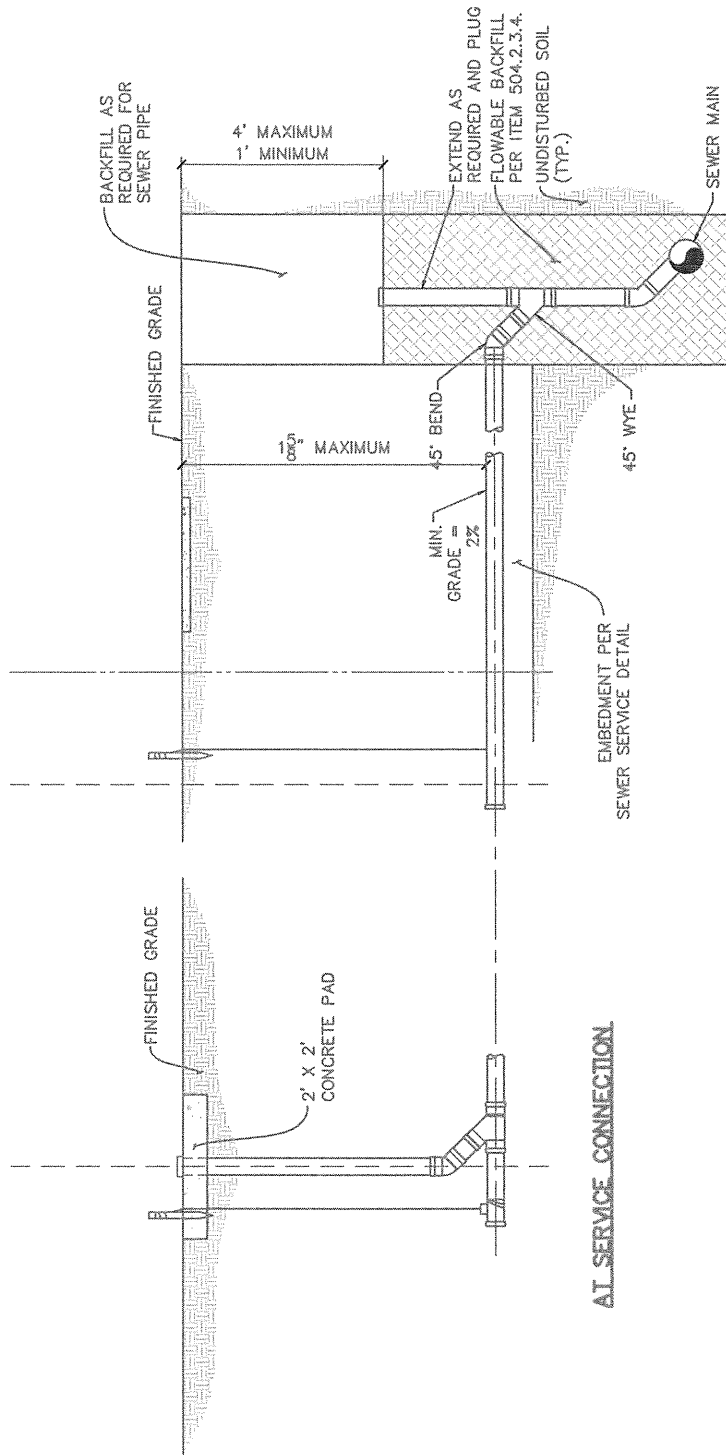 BACKFILL AS
REQUIRED FOR
SEWER PIPE
4' MAXIMUM
1' MINIMUM
EXTEND AS
REQUIRED AND PLUG
FLOWABLE BACKFILL
PER ITEM 504.2.3.4.
UNDISTURBED SOIL
(TYP.)
SEWER MAIN
FINISHED GRADE
1⅝" MAXIMUM
45° BEND
45° WYE
MIN.
GRADE =
2%
EMBEDMENT PER
SEWER SERVICE DETAIL
FINISHED GRADE
2' X 2'
CONCRETE PAD
AT SERVICE CONNECTION